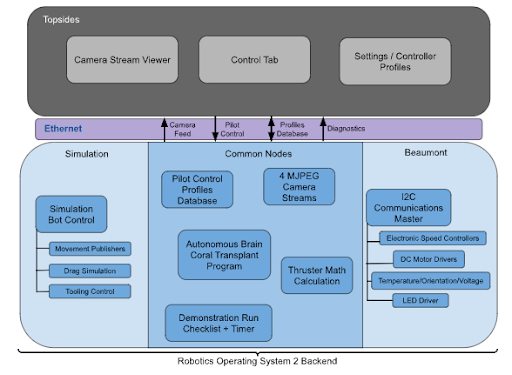 Topsides
Camera Stream Viewer
Control Tab
Settings / Controller
Profiles
Ethernet
Camera
Feed
Pilot
Control
Profiles
Database
Diagnostics
Simulation
Common Nodes
Beaumont
Simulation
Bot Control
Movement Publishers
Drag Simulation
Tooling Control
Pilot Control
Profiles
Database
4 MJPEG
Camera
Streams
Autonomous Brain
Coral Transplant
Program
Thruster Math
Calculation
Demonstration Run
Checklist + Timer
I2C
Communications
Master
Electronic Speed Controllers
DC Motor Drivers
Temperature/Orientation/Voltage
LED Driver
Robotics Operating System 2 Backend